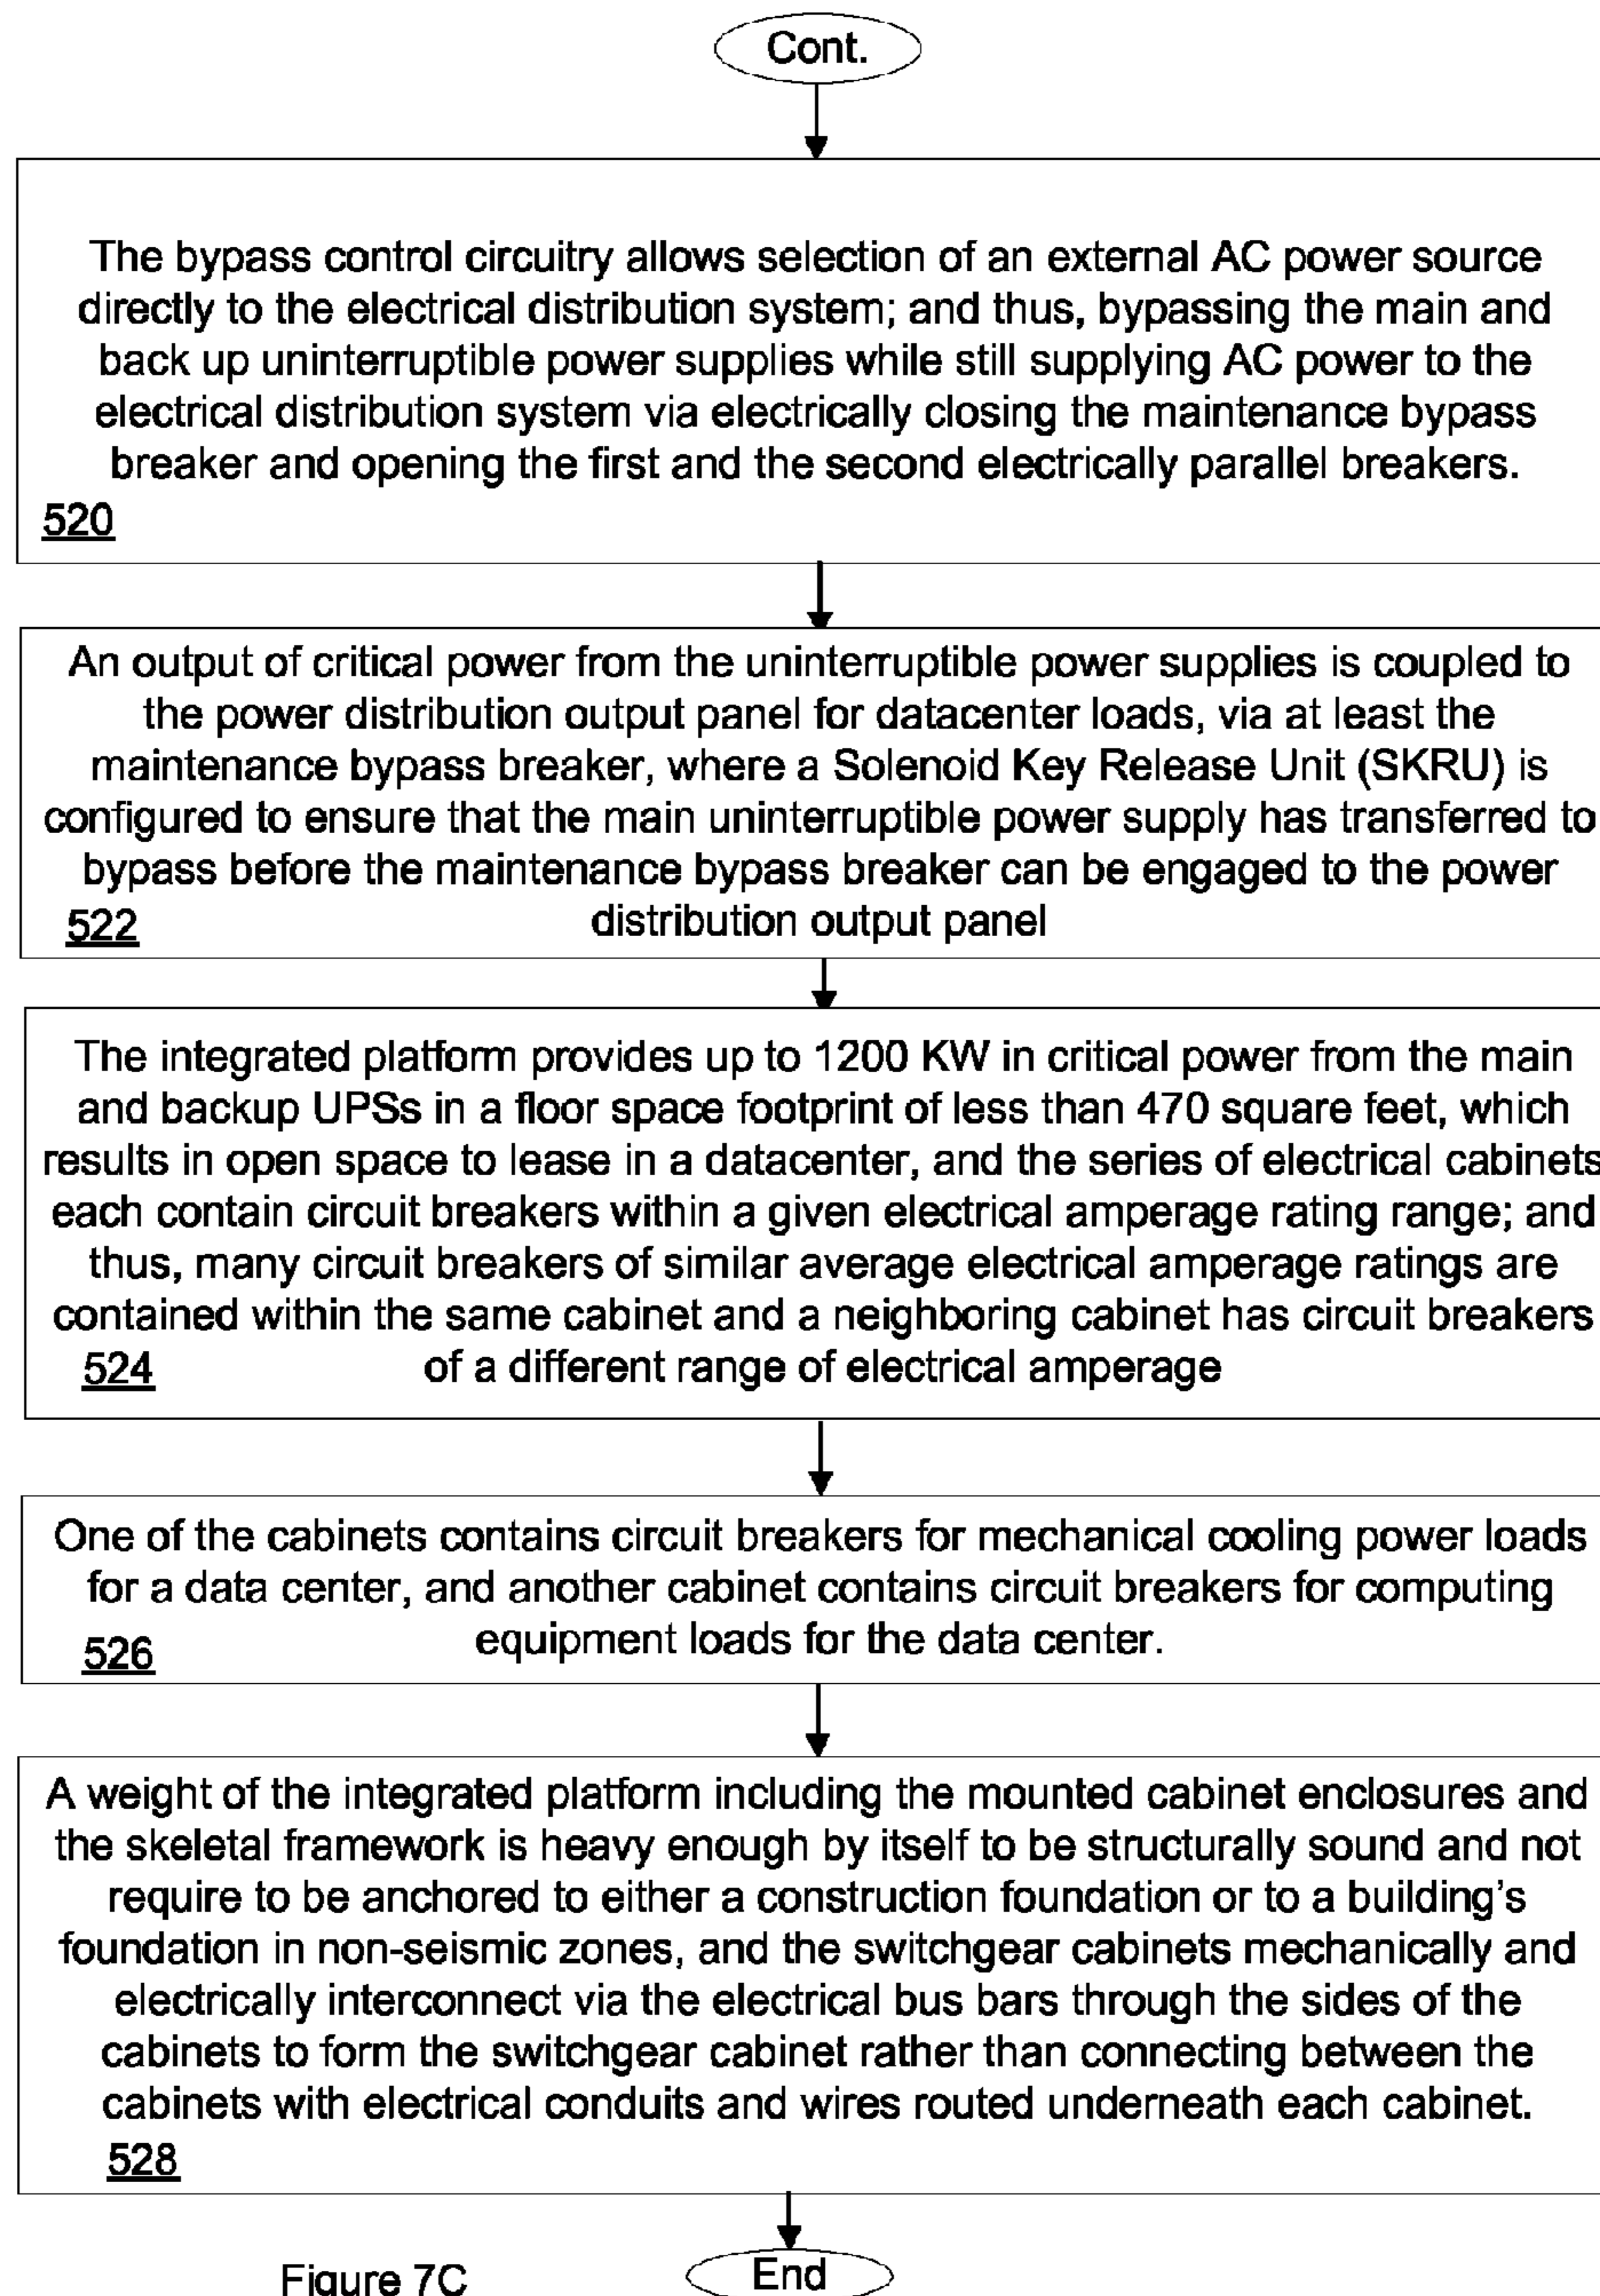 Cont.
The bypass control circuitry allows selection of an external AC power source
directly to the electrical distribution system; and thus, bypassing the main and
back up uninterruptible power supplies while still supplying AC power to the
electrical distribution system via electrically closing the maintenance bypass
breaker and opening the first and the second electrically parallel breakers.
520
An output of critical power from the uninterruptible power supplies is coupled to
the power distribution output panel for datacenter loads, via at least the
maintenance bypass breaker, where a Solenoid Key Release Unit (SKRU) is
configured to ensure that the main uninterruptible power supply has transferred to
bypass before the maintenance bypass breaker can be engaged to the power
522 distribution output panel
The integrated platform provides up to 1200 KW in critical power from the main
and backup UPSs in a floor space footprint of less than 470 square feet, which
results in open space to lease in a datacenter, and the series of electrical cabinets
each contain circuit breakers within a given electrical amperage rating range; and
thus, many circuit breakers of similar average electrical amperage ratings are
contained within the same cabinet and a neighboring cabinet has circuit breakers
524 of a different range of electrical amperage
One of the cabinets contains circuit breakers for mechanical cooling power loads
for a data center, and another cabinet contains circuit breakers for computing
526 equipment loads for the data center.
A weight of the integrated platform including the mounted cabinet enclosures and
the skeletal framework is heavy enough by itself to be structurally sound and not
require to be anchored to either a construction foundation or to a building's
foundation in non-seismic zones, and the switchgear cabinets mechanically and
electrically interconnect via the electrical bus bars through the sides of the
cabinets to form the switchgear cabinet rather than connecting between the
cabinets with electrical conduits and wires routed underneath each cabinet.
528
Figure 7C End